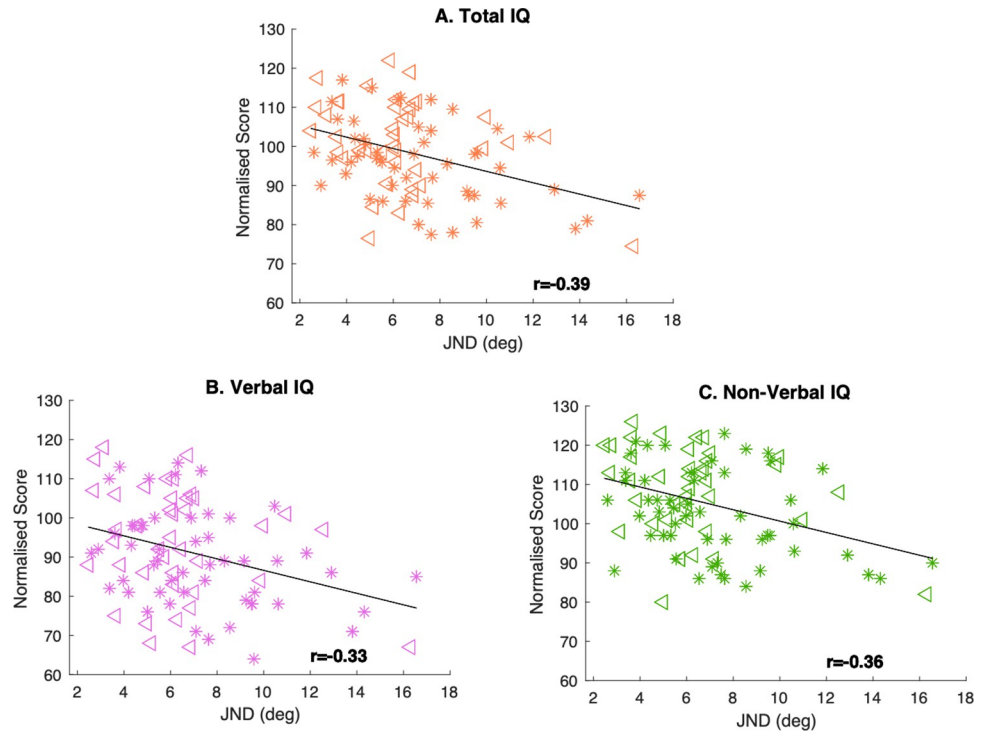 A. Total IQ
130
120
110
100
90
80
70
60
Normalised Score
r=-0.39
2 4 6 8 10 12 14 16 18
JND (deg)
B. Verbal IQ
130
120
110
100
90
80
70
60
Normalised Score
r=-0.33
2 4 6 8 10 12 14 16 18
JND (deg)
C. Non-Verbal IQ
130
120
110
100
90
80
70
60
Normalised Score
r=-0.36
2 4 6 8 10 12 14 16 18
JND (deg)